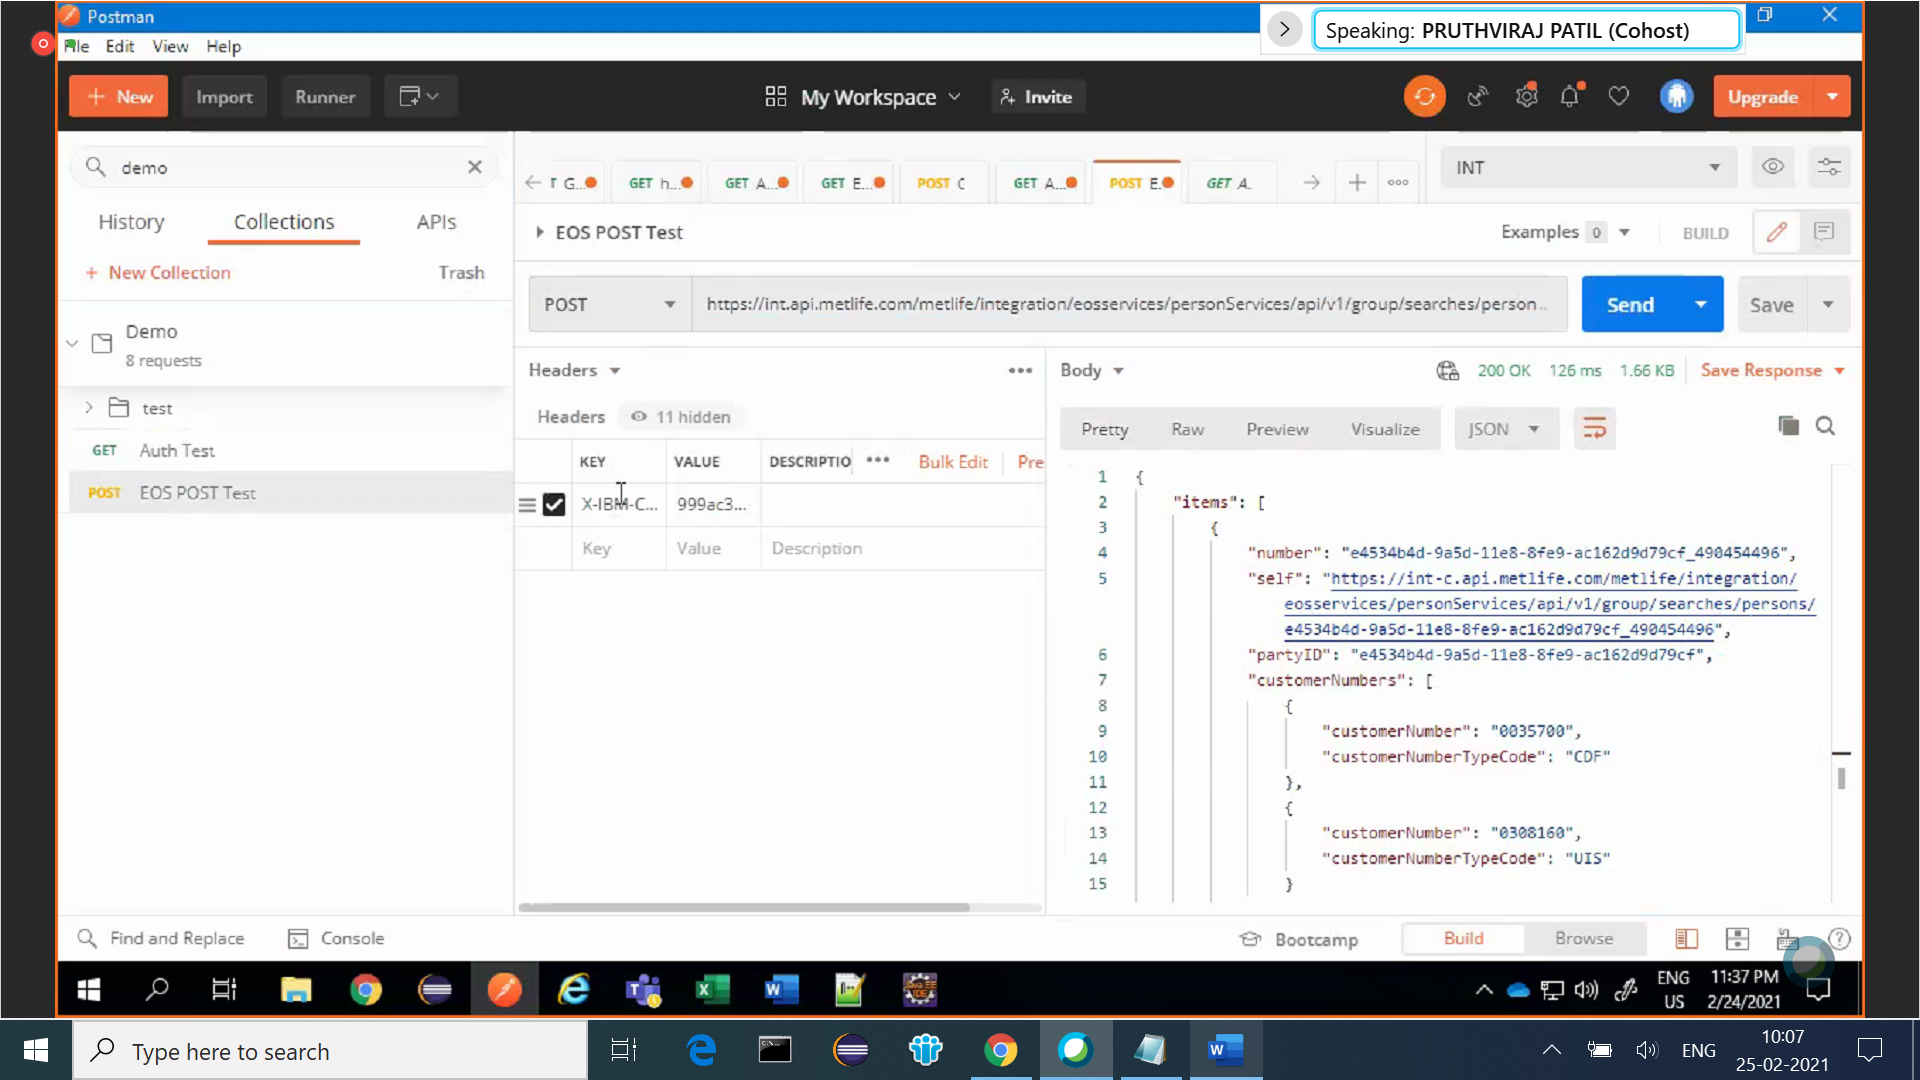 Postman
Speaking: PRUTHVIRAJ PATIL (Cohost)
File Edit View Help
+ New
Import
Runner
My Workspace
Invite
Upgrade
demo
History
Collections
APIs
+ New Collection
Trash
Demo
8 requests
test
GET Auth Test
POST EOS POST Test
T G...
GET h...
GET A...
GET E...
POST C
GET A...
POST E.
GET A.
INT
EOS POST Test
Examples 0
BUILD
POST
https://int.api.metlife.com/metlife/integration/eosservices/personServices/api/v1/group/searches/person ..
Send
Save
Headers
Headers 11 hidden
KEY VALUE DESCRIPTIO ... Bulk Edit Pre
X-IBM-C... 999ac3...
Key Value Description
Body
200 OK 126 ms 1.66 KB Save Response
Pretty Raw Preview Visualize JSON
1 {
2 "items": [
3 {
4 "number": "e4534b4d-9a5d-11e8-8fe9-ac162d9d79cf_490454496",
5 "self": "https://int-c.api.metlife.com/metlife/integration/
eosservices/personServices/api/v1/group/searches/persons/
e4534b4d-9a5d-11e8-8fe9-ac162d9d79cf_490454496",
6 "partyID": "e4534b4d-9a5d-11e8-8fe9-ac162d9d79cf",
7 "customerNumbers": [
8 {
9 "customerNumber": "0035700",
10 "customerNumberTypeCode": "CDF"
11 },
12 {
13 "customerNumber": "0308160",
14 "customerNumberTypeCode": "UIS"
15 }
Find and Replace
Console
Bootcamp
Build
Browse
ENG
US
11:37 PM
2/24/2021
Type here to search
ENG
10:07
25-02-2021